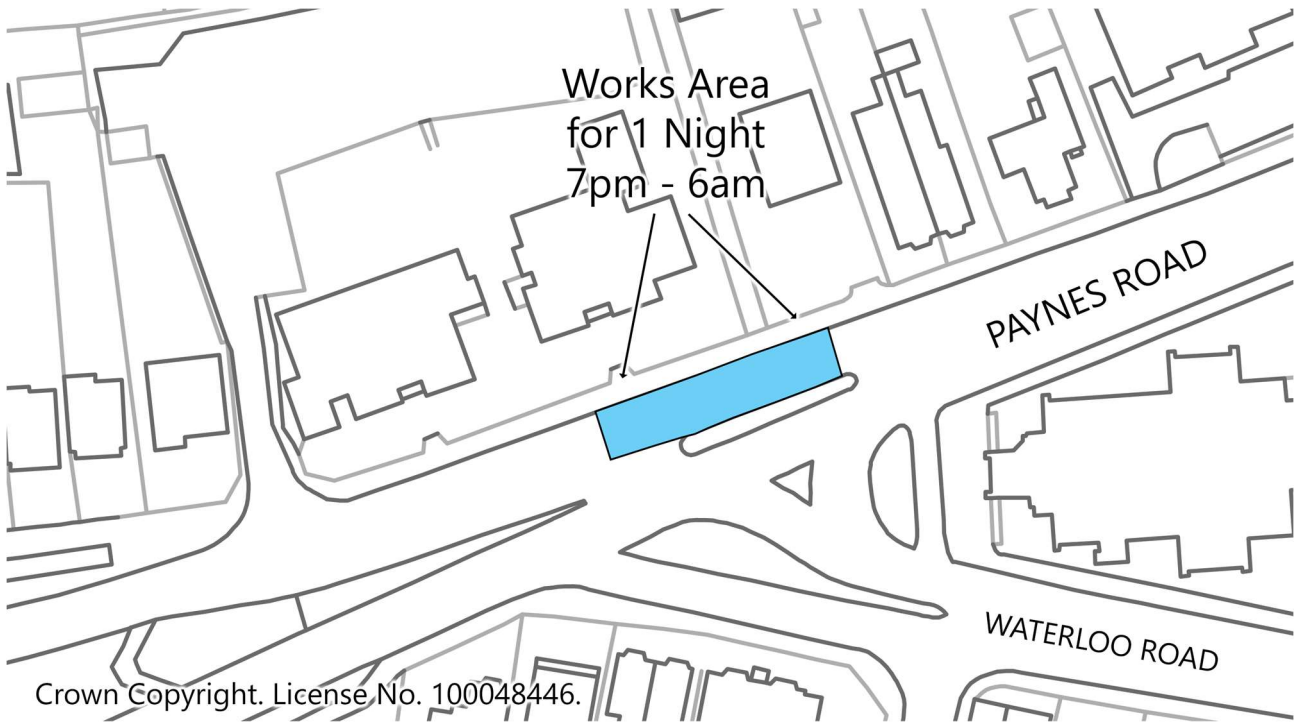 Works Area
for 1 Night
7pm - 6am
PAYNES ROAD
WATERLOO ROAD
Crown Copyright. License No. 100048446.